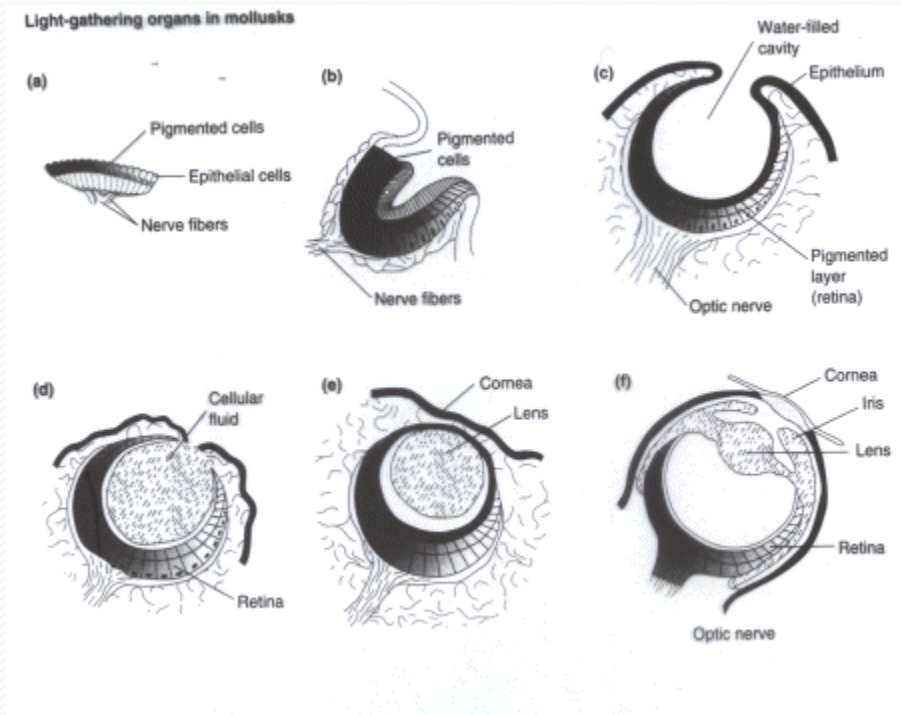 Light-gathering organs in mollusks
(a)
Pigmented cells
Epithelial cells
Nerve fibers
(b)
Pigmented
cells
Nerve fibers
(c)
Water-filled
cavity
Epithelium
Pigmented
layer
(retina)
Optic nerve
(d)
Cellular
fluid
Retina
(e)
Cornea
Lens
(f)
Cornea
Iris
Lens
Retina
Optic nerve